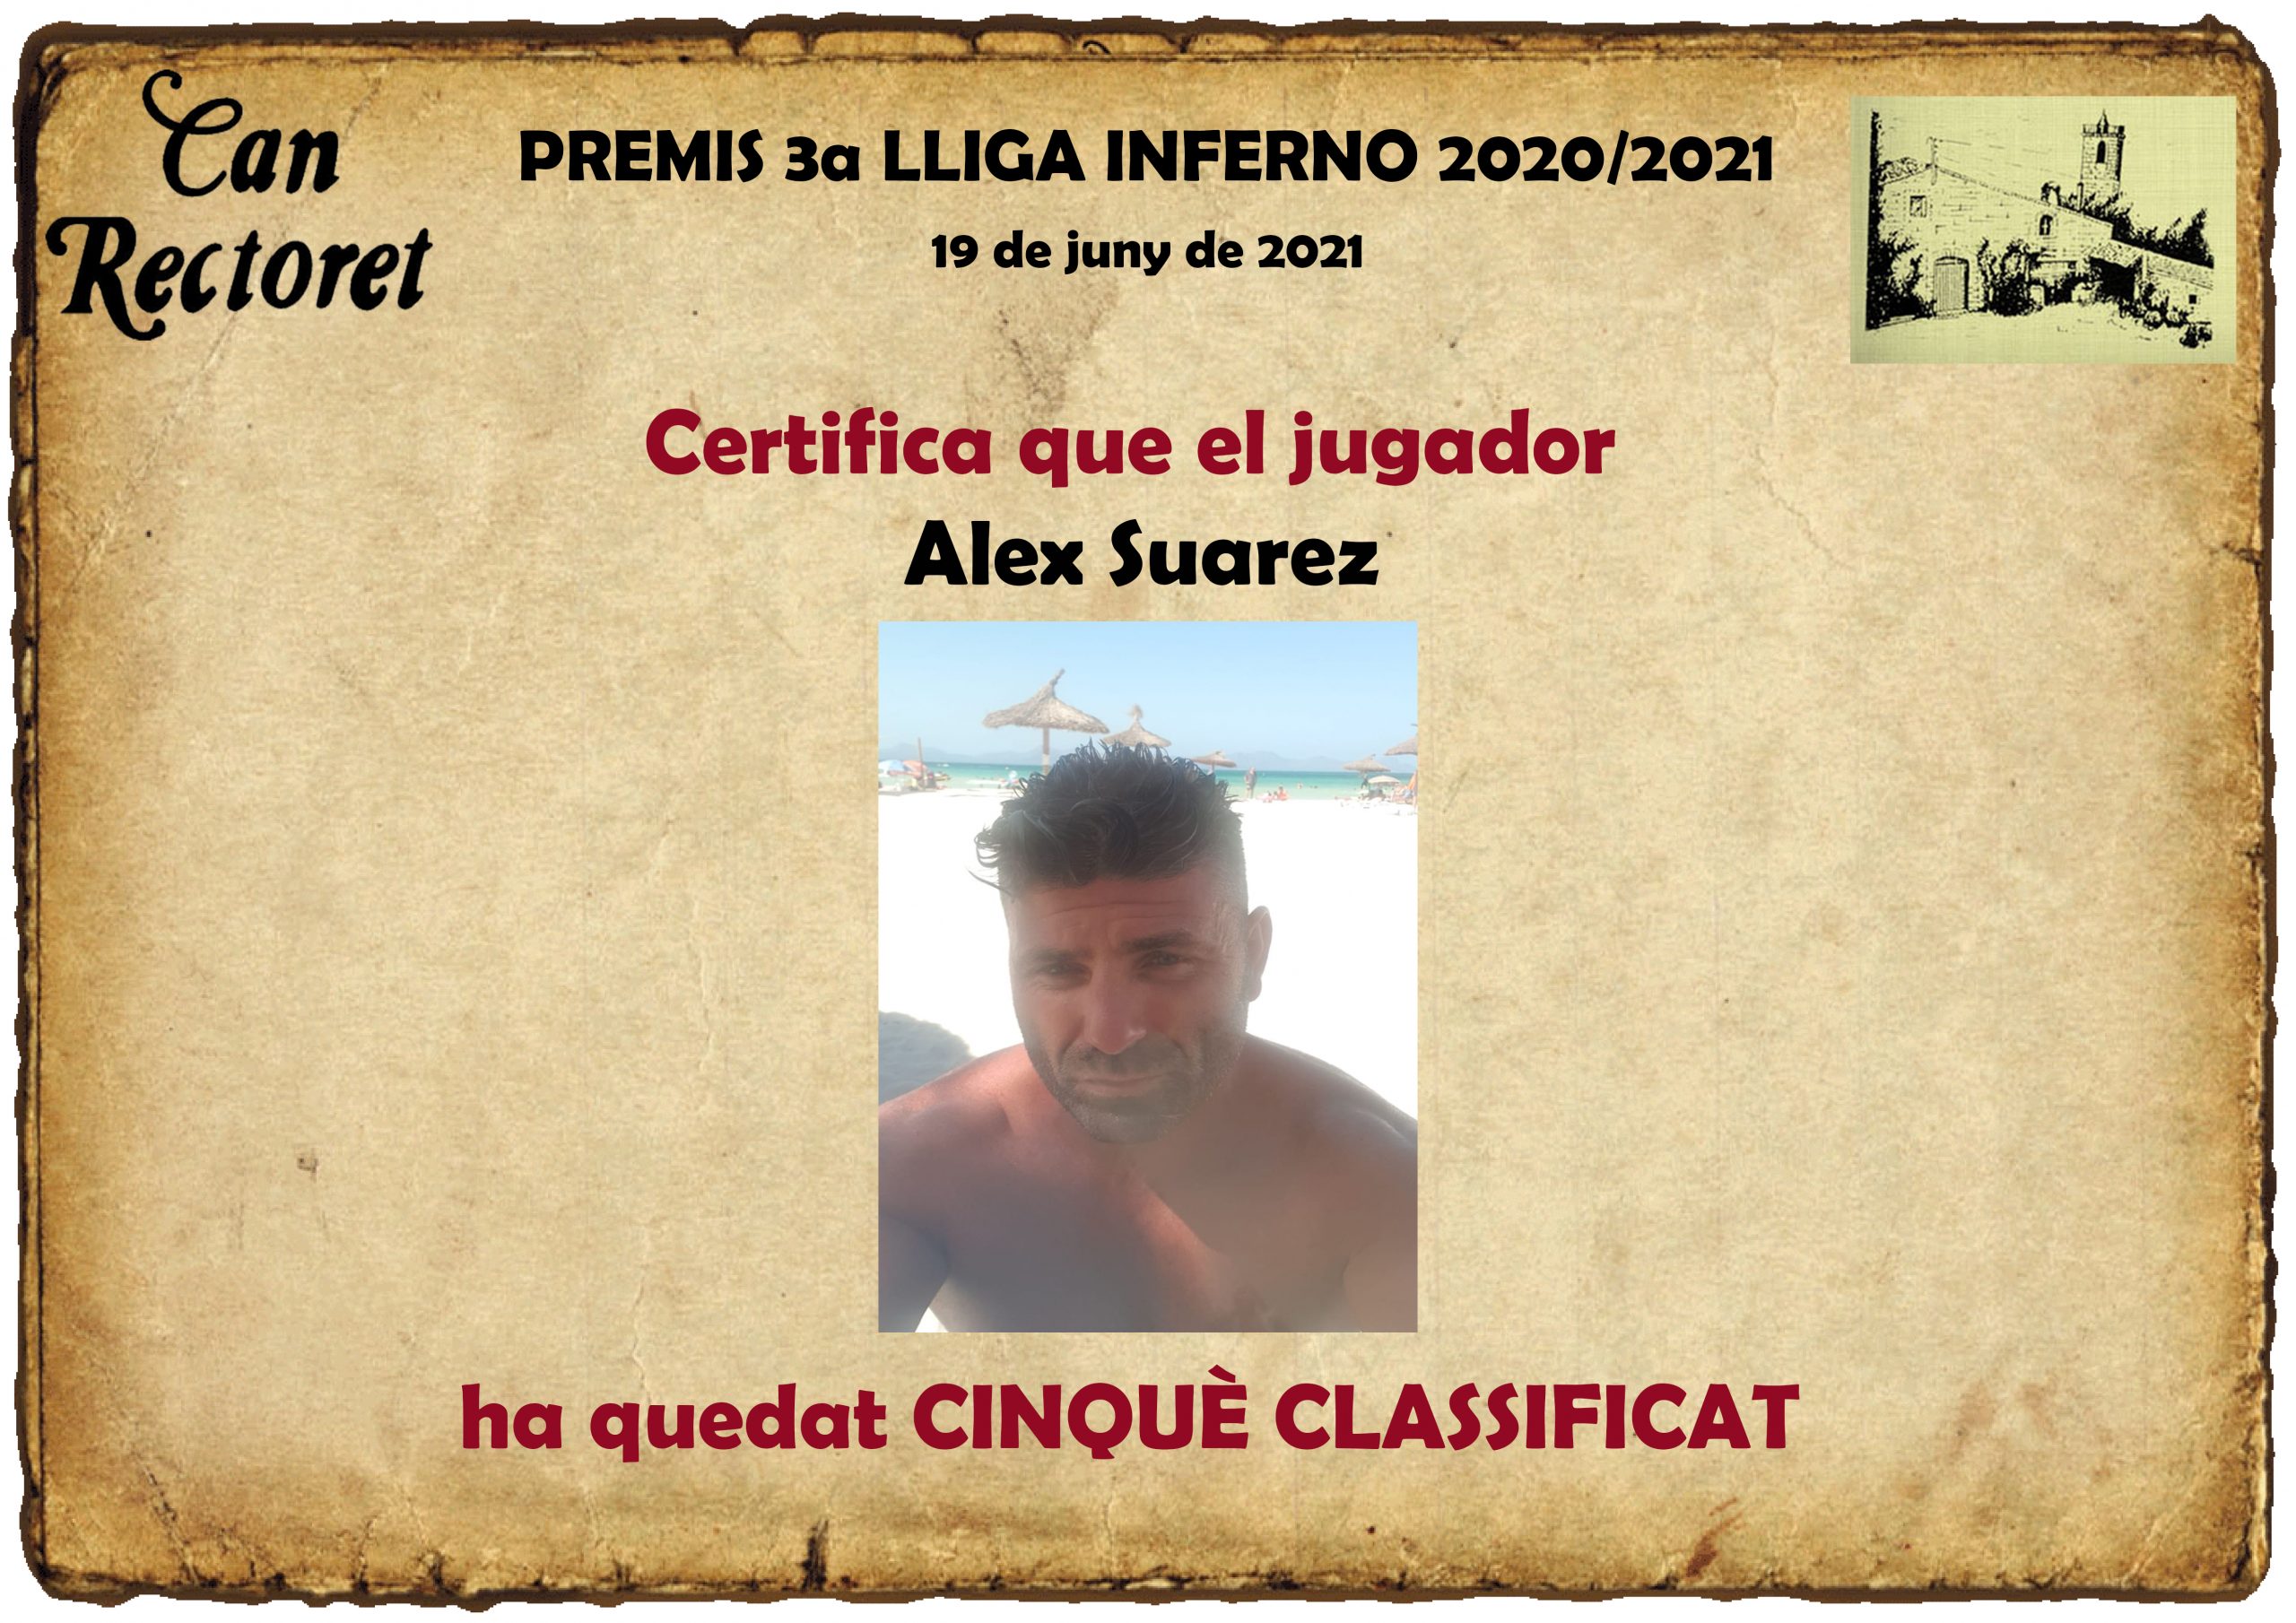 Can
Rectoret
PREMIS 3a LLIGA INFERNO 2020/2021
19 de juny de 2021
Certifica que el jugador
Alex Suarez
ha quedat CINQUÈ CLASSIFICAT